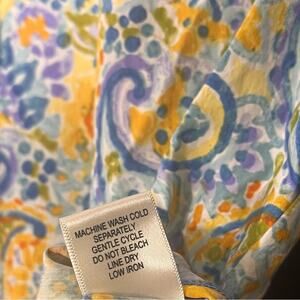 MACHINE WASH COLD
SEPARATELY
GENTLE CYCLE
DO NOT BLEACH
LINE DRY
LOW IRON